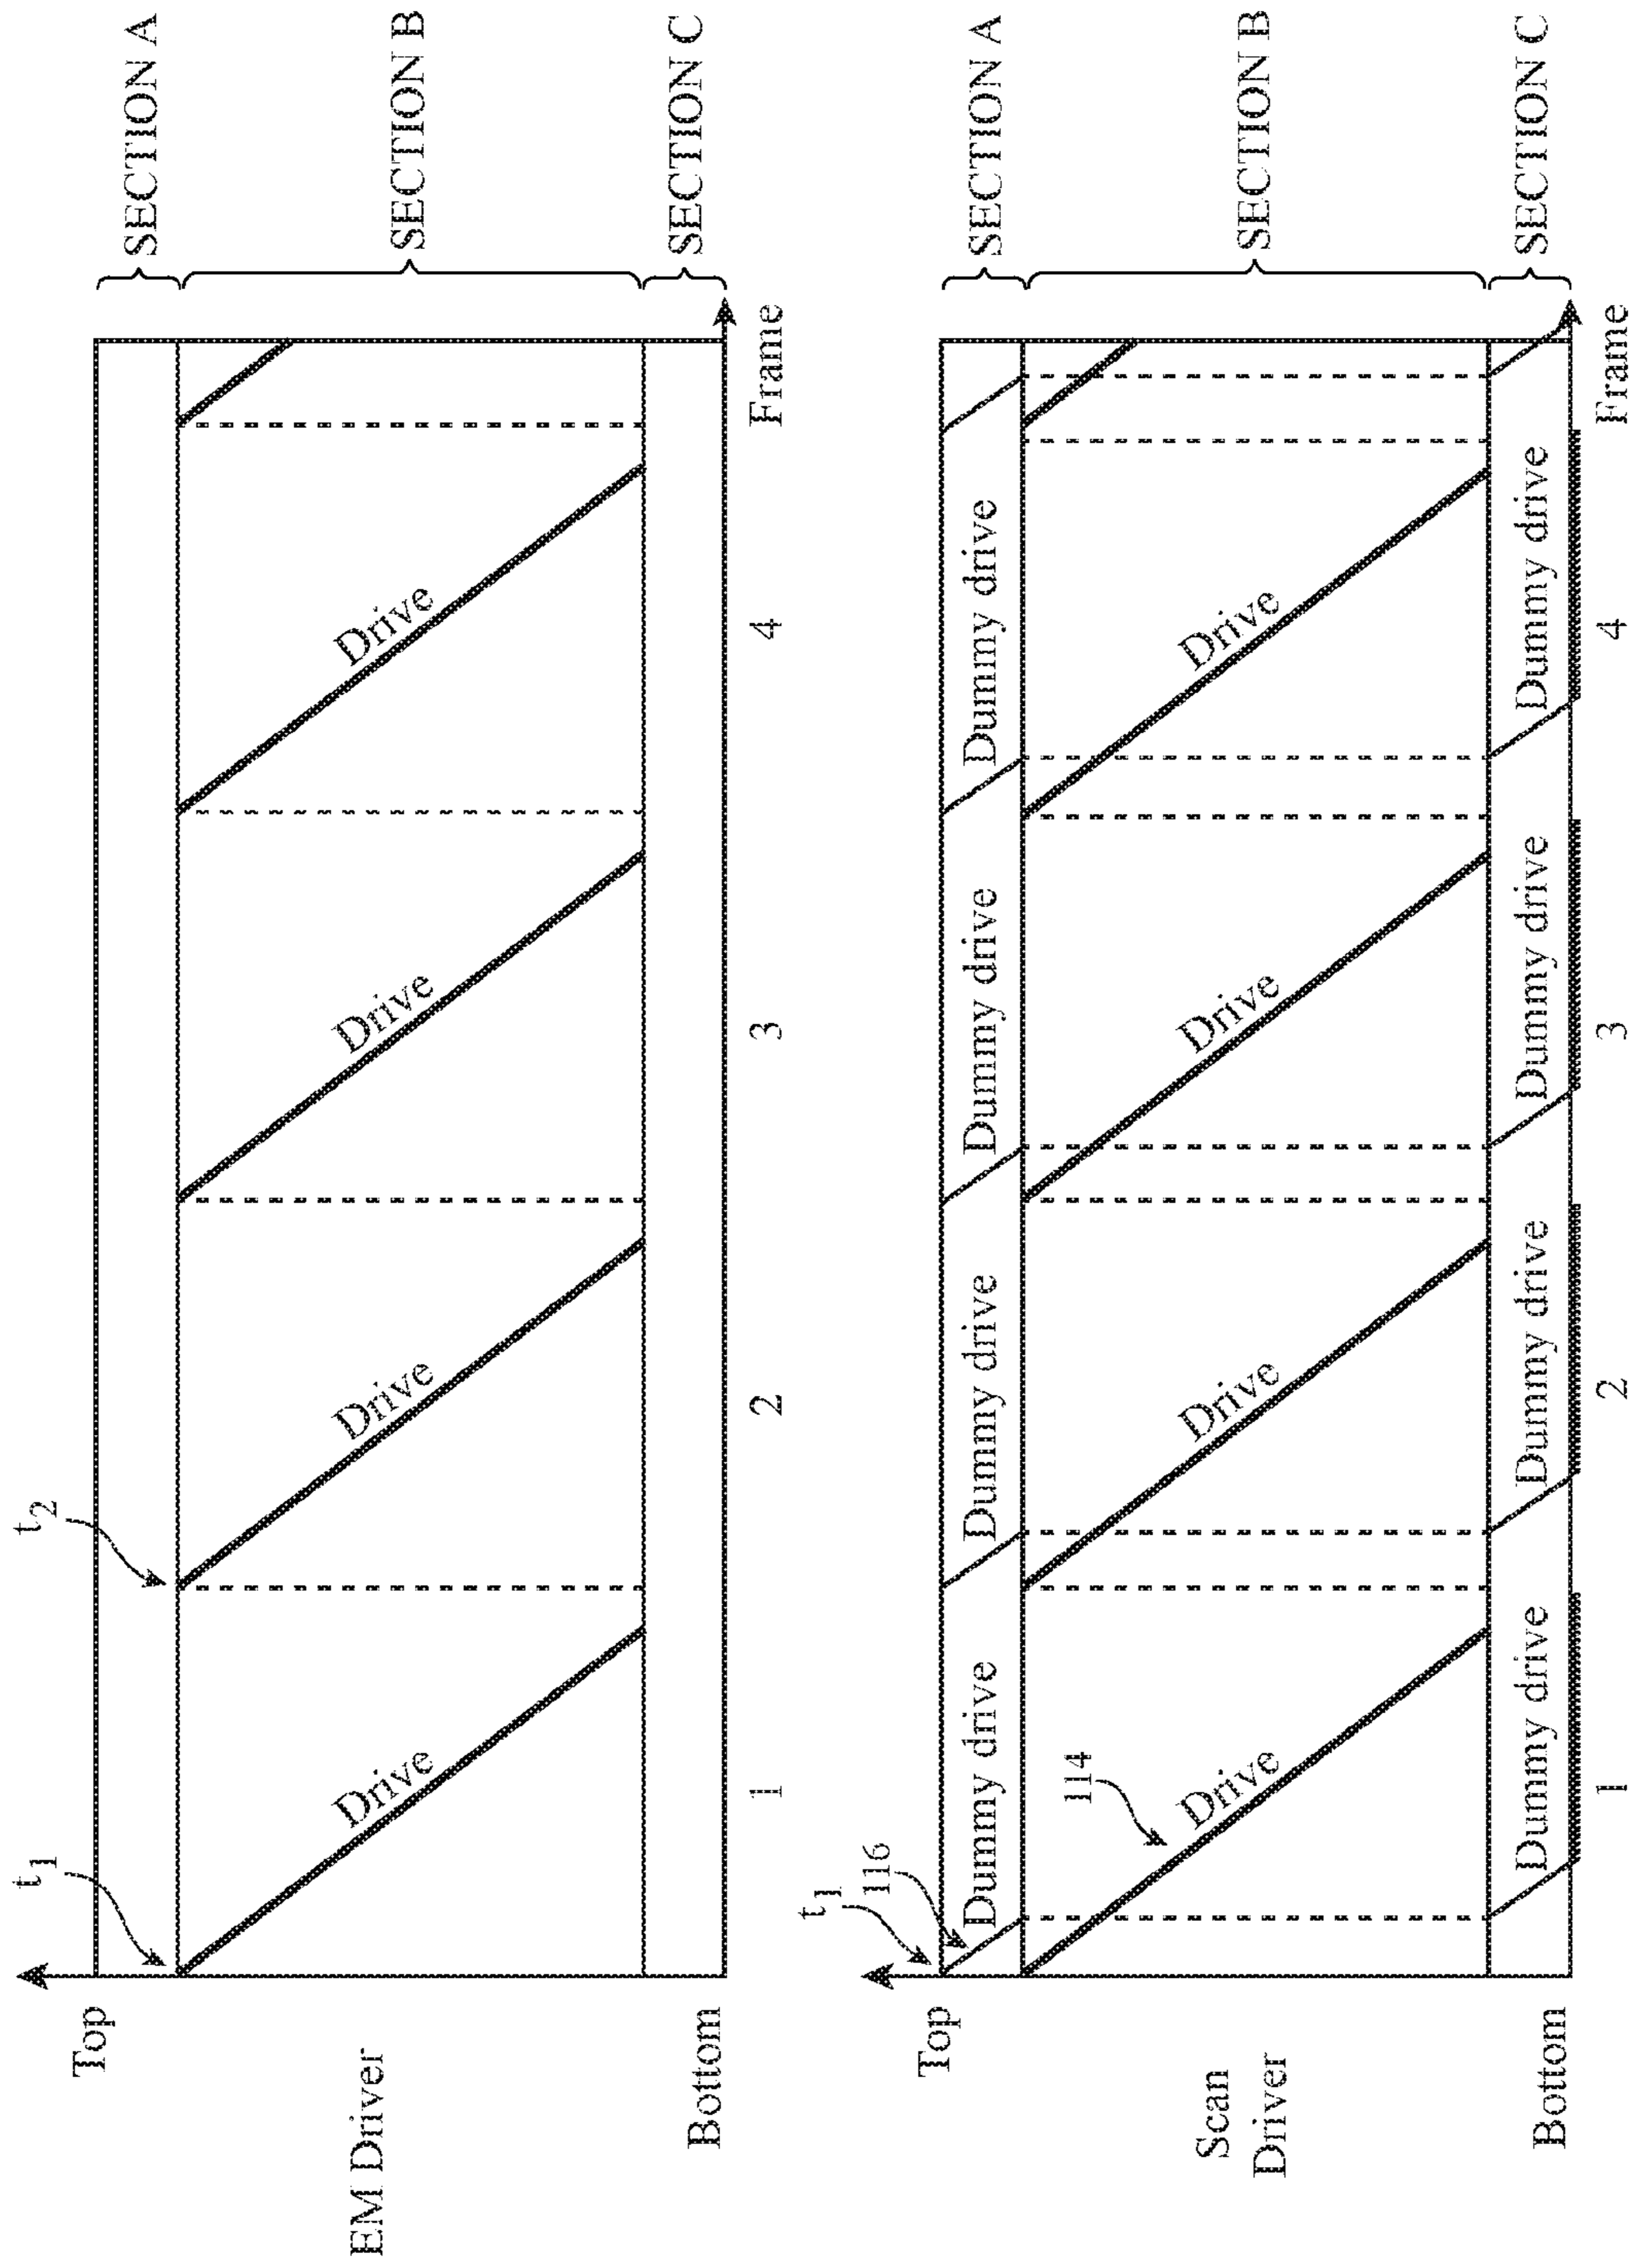 t1
t2
Top
SECTION A
EM Driver
Drive
Drive
Drive
Drive
SECTION B
Bottom
SECTION C
1
2
3
4
Frame
t1
116
Top
Dummy drive
Dummy drive
Dummy drive
Dummy drive
SECTION A
114
Scan
Driver
Drive
Drive
Drive
Drive
SECTION B
Bottom
Dummy drive
Dummy drive
Dummy drive
Dummy drive
SECTION C
1
2
3
4
Frame